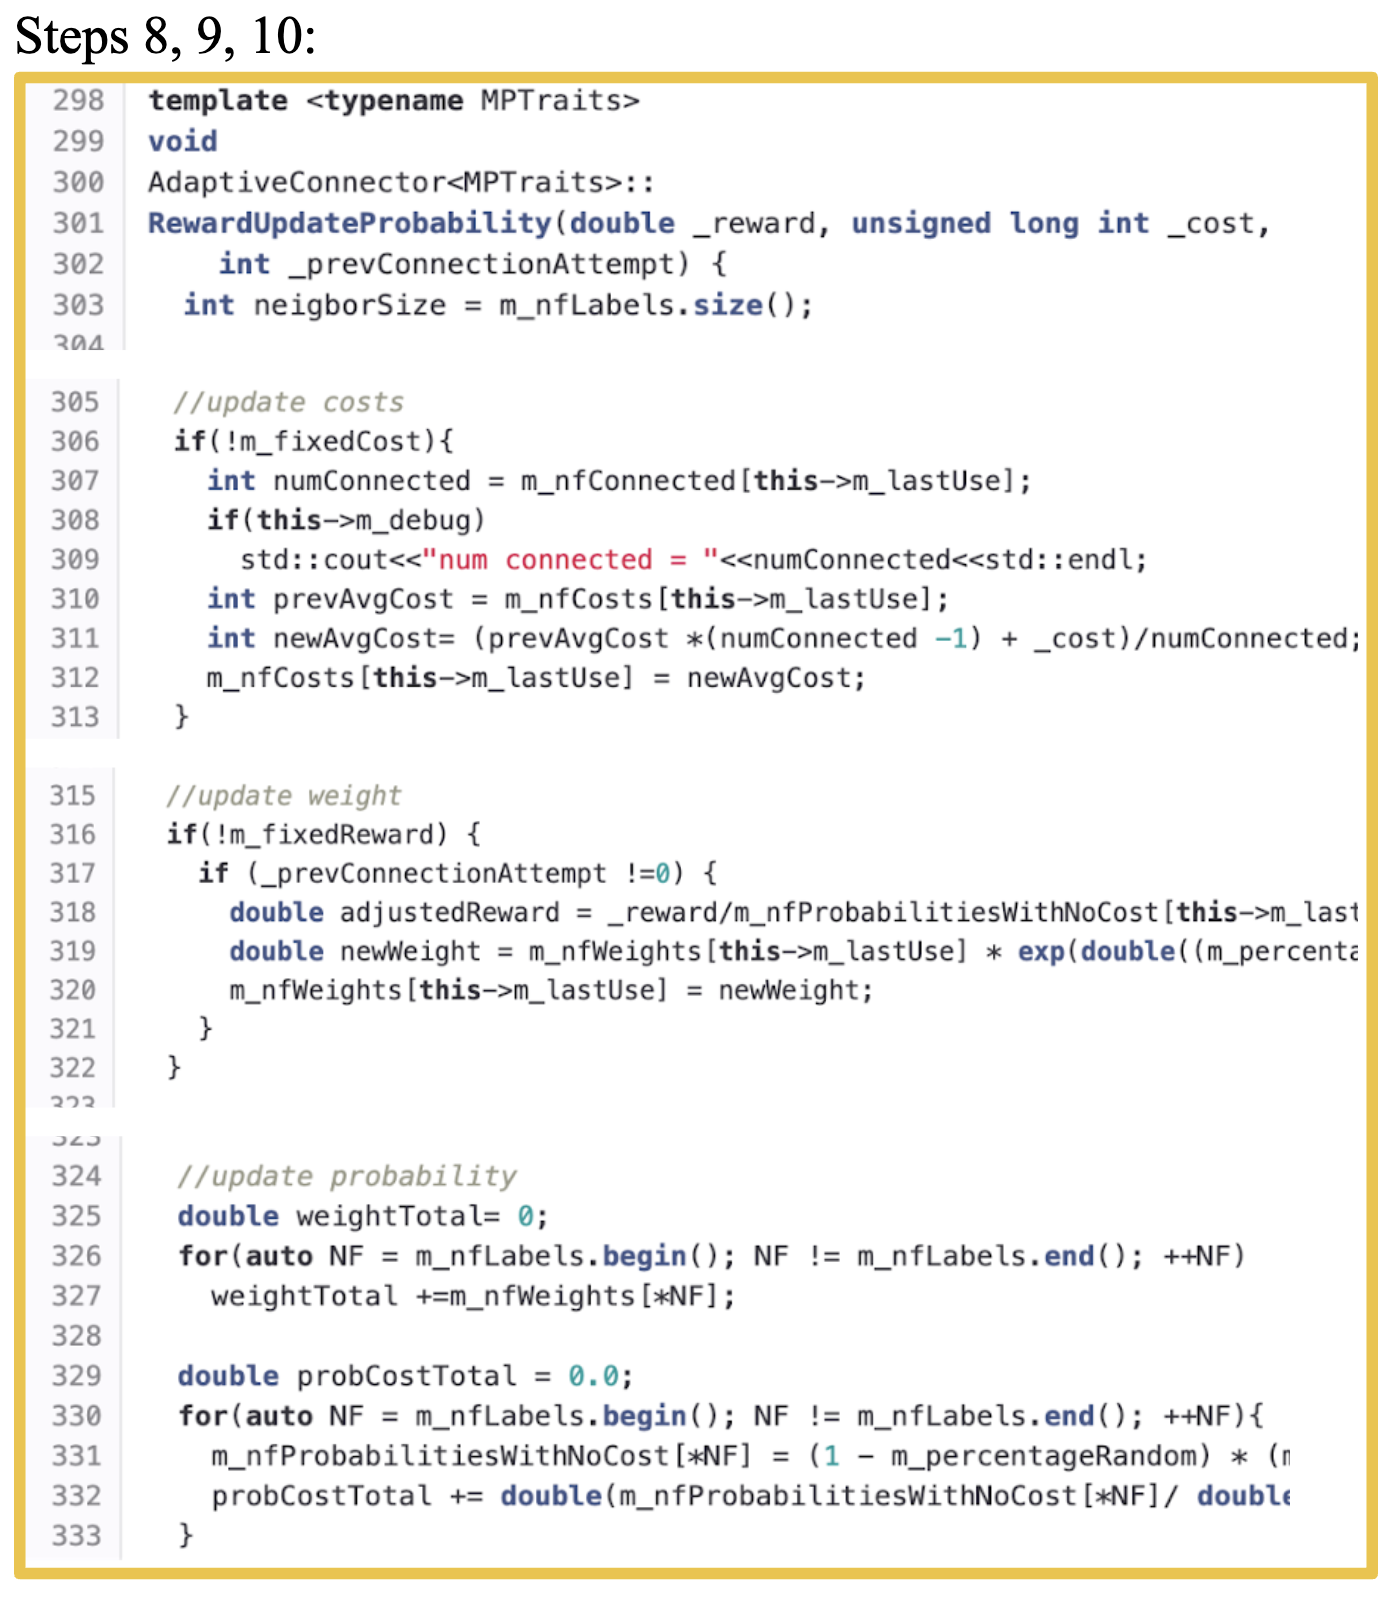 Steps 8, 9, 10:
298 template <typename MPTraits>
299 void
300 AdaptiveConnector<MPTraits>::
301 RewardUpdateProbability(double _reward, unsigned long int _cost,
302 int _prevConnectionAttempt) {
303 int neigborSize = m_nfLabels.size();
304
305 //update costs
306 if(!m_fixedCost){
307 int numConnected = m_nfConnected[this->m_lastUse];
308 if(this->m_debug)
309 std::cout<<"num connected = "<<numConnected<<std::endl;
310 int prevAvgCost = m_nfCosts[this->m_lastUse];
311 int newAvgCost= (prevAvgCost *(numConnected -1) + _cost)/numConnected;
312 m_nfCosts[this->m_lastUse] = newAvgCost;
313 }
315 //update weight
316 if(!m_fixedReward) {
317 if (_prevConnectionAttempt !=0) {
318 double adjustedReward = _reward/m_nfProbabilitiesWithNoCost[this->m_last
319 double newWeight = m_nfWeights[this->m_lastUse] * exp(double((m_percenta
320 m_nfWeights[this->m_lastUse] = newWeight;
321 }
322 }
323
323
324 //update probability
325 double weightTotal= 0;
326 for(auto NF = m_nfLabels.begin(); NF != m_nfLabels.end(); ++NF)
327 weightTotal +=m_nfWeights[*NF];
328
329 double probCostTotal = 0.0;
330 for(auto NF = m_nfLabels.begin(); NF != m_nfLabels.end(); ++NF){
331 m_nfProbabilitiesWithNoCost[*NF] = (1 - m_percentageRandom) * (
332 probCostTotal += double(m_nfProbabilitiesWithNoCost[*NF]/ double
333 }